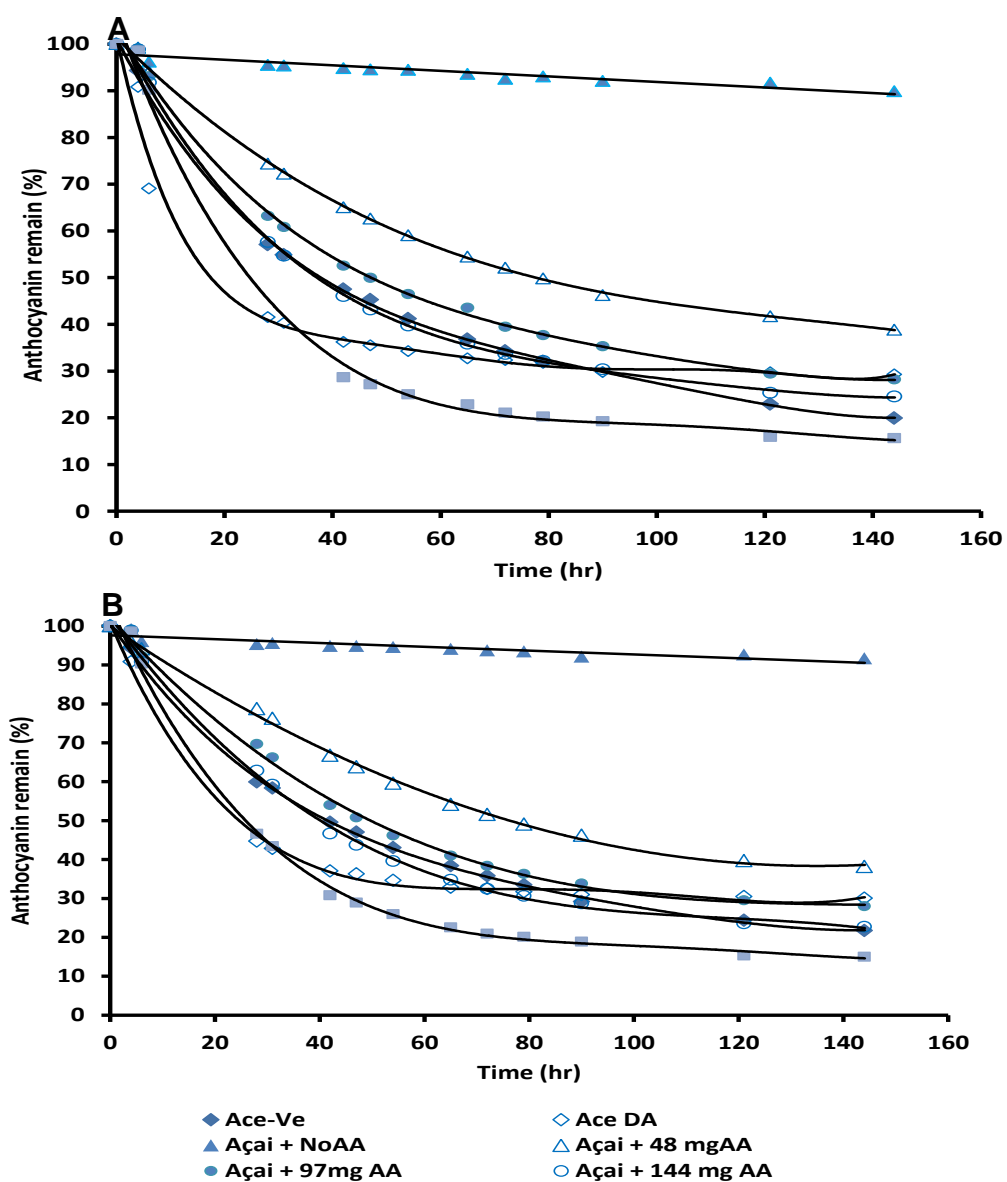 A
Anthocyanin remain (%)
100
90
80
70
60
50
40
30
20
10
0
0 20 40 60 80 100 120 140 160
Time (hr)
B
Anthocyanin remain (%)
100
90
80
70
60
50
40
30
20
10
0
0 20 40 60 80 100 120 140 160
Time (hr)
Ace-Ve Ace DA
Açai + NoAA Açai + 48 mgAA
Açai + 97mg AA Açai + 144 mg AA